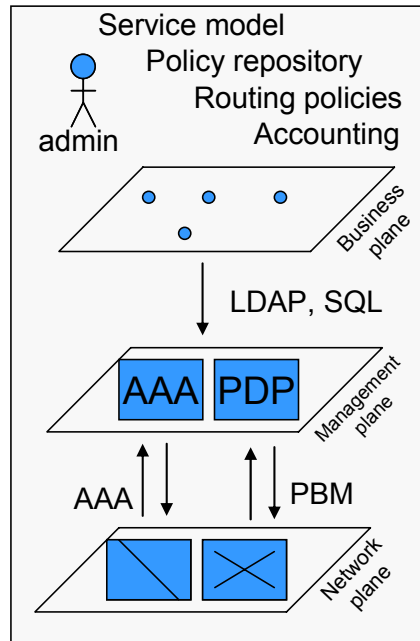 Service model
Policy repository
Routing policies
admin
Accounting
Business
plane
LDAP, SQL
AAA
PDP
Management
plane
AAA
PBM
Network
plane